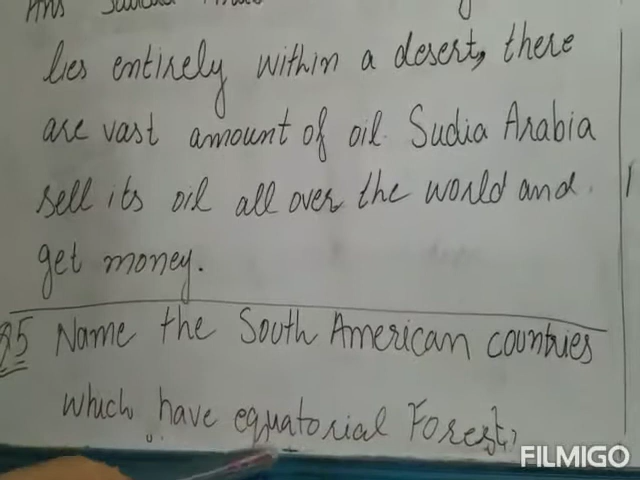 Ans
lies entirely within a desert, there
are vast amount of oil. Sudia Arabia
sell its oil all over the world and.
get money.
Q5 Name the South American countries
which have equatorial Forest,
FILMIGO